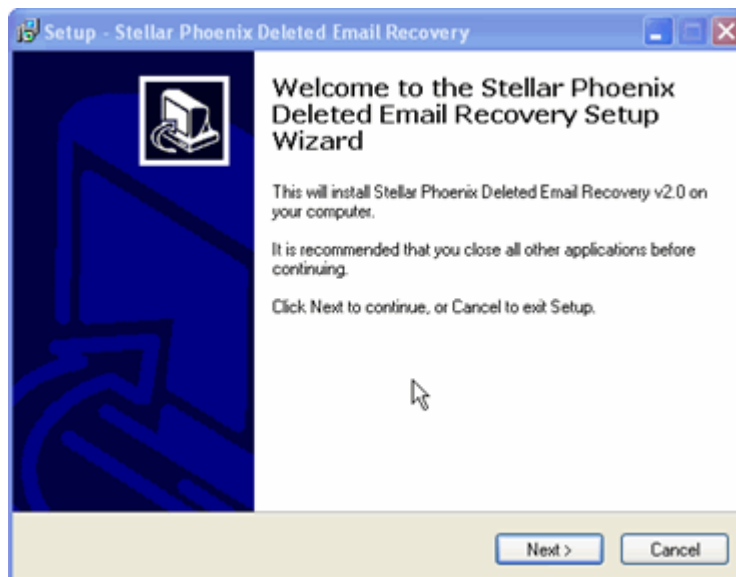 Setup - Stellar Phoenix Deleted Email Recovery
Welcome to the Stellar Phoenix
Deleted Email Recovery Setup
Wizard
This will install Stellar Phoenix Deleted Email Recovery v2.0 on
your computer.
It is recommended that you close all other applications before
continuing.
Click Next to continue, or Cancel to exit Setup.
Next >
Cancel